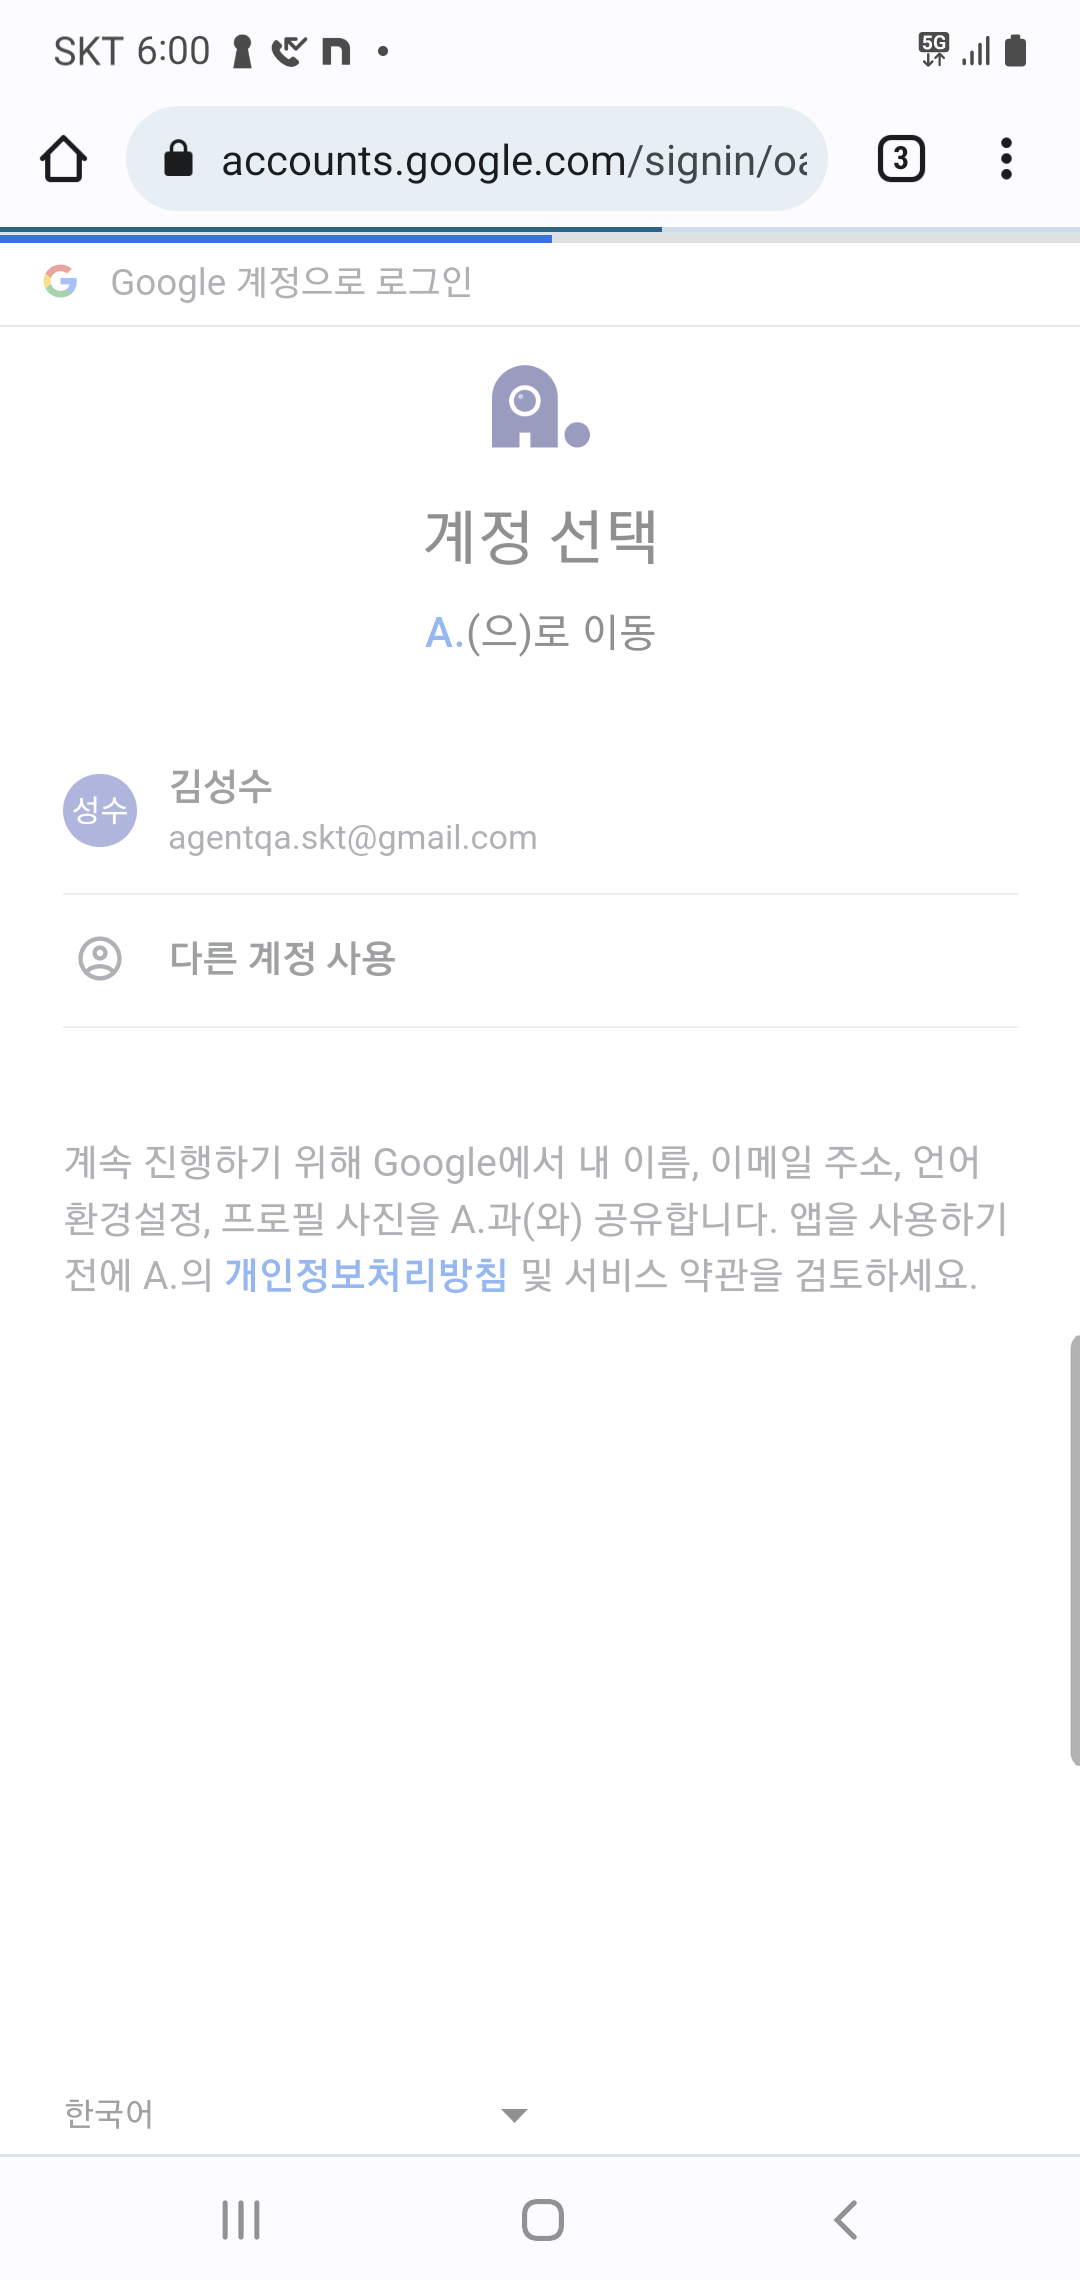 SKT 6:00
5G
accounts.google.com/signin/oa
3
Google 계정으로 로그인
계정 선택
A.(으)로 이동
성수
김성수
agentqa.skt@gmail.com
다른 계정 사용
계속 진행하기 위해 Google에서 내 이름, 이메일 주소, 언어
환경설정, 프로필 사진을 A.과(와) 공유합니다. 앱을 사용하기
전에 A.의 개인정보처리방침 및 서비스 약관을 검토하세요.
한국어